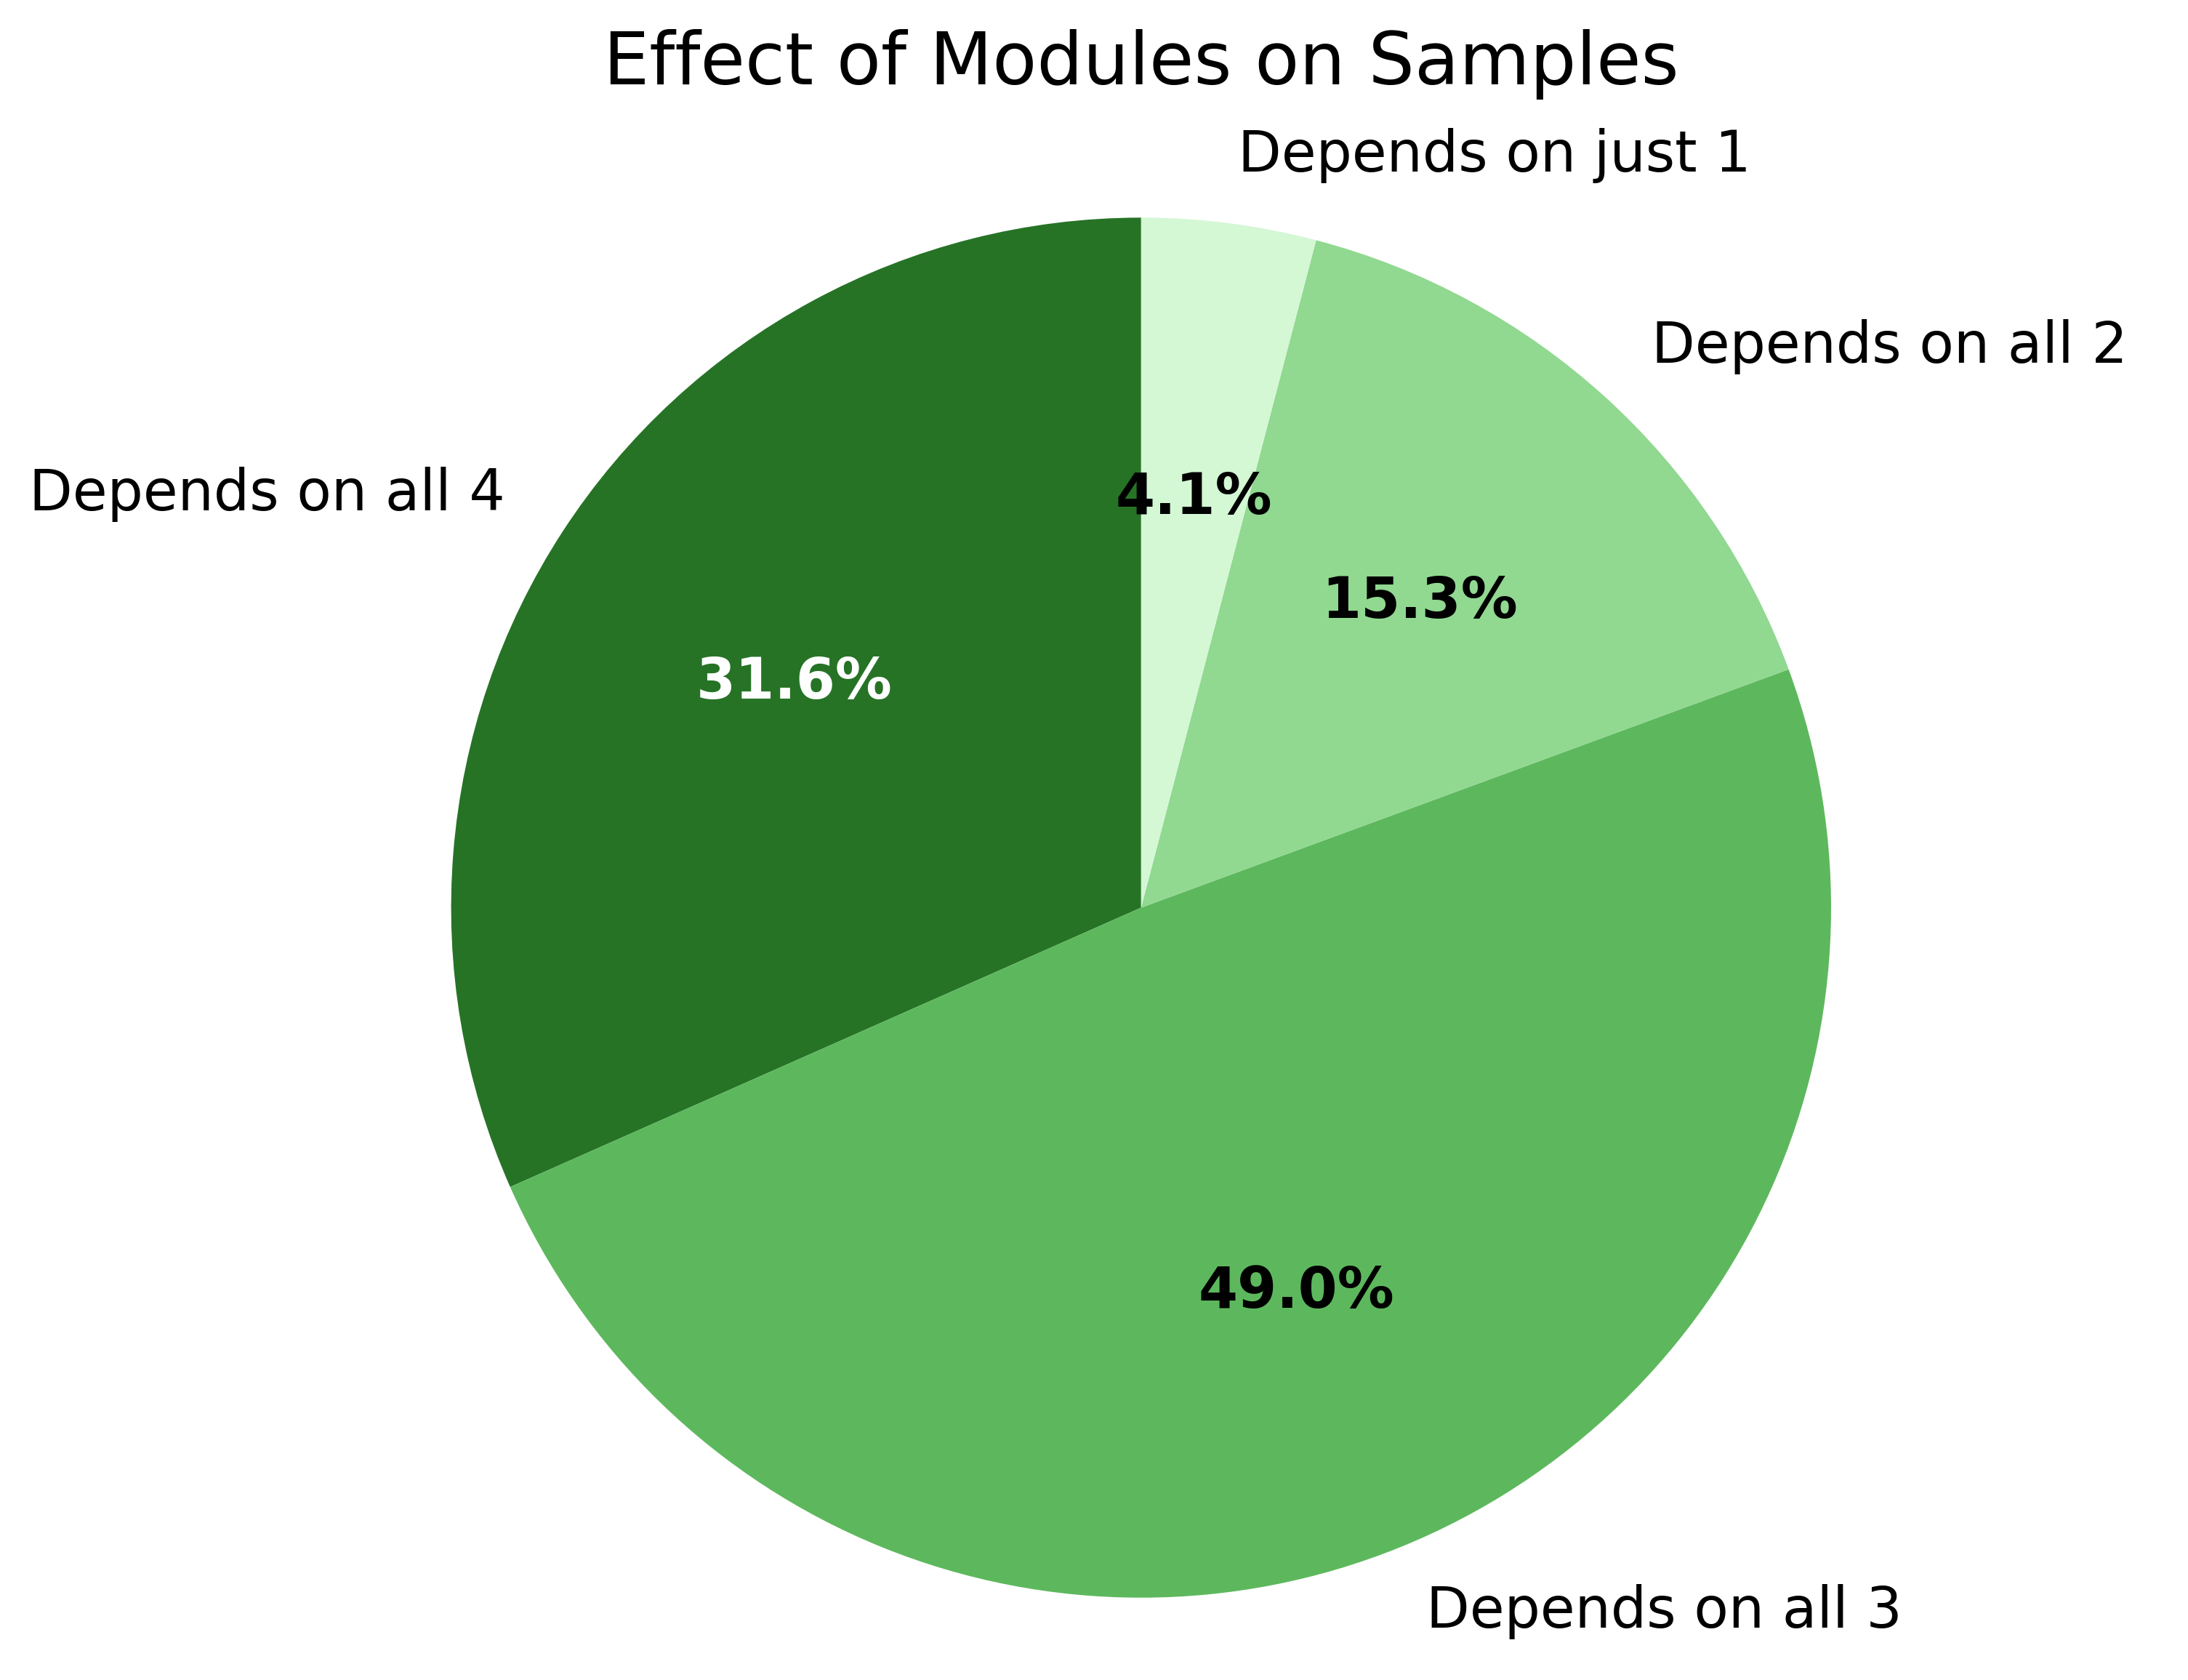 Effect of Modules on Samples
Depends on just 1
Depends on all 2
Depends on all 4
4.1%
15.3%
31.6%
49.0%
Depends on all 3